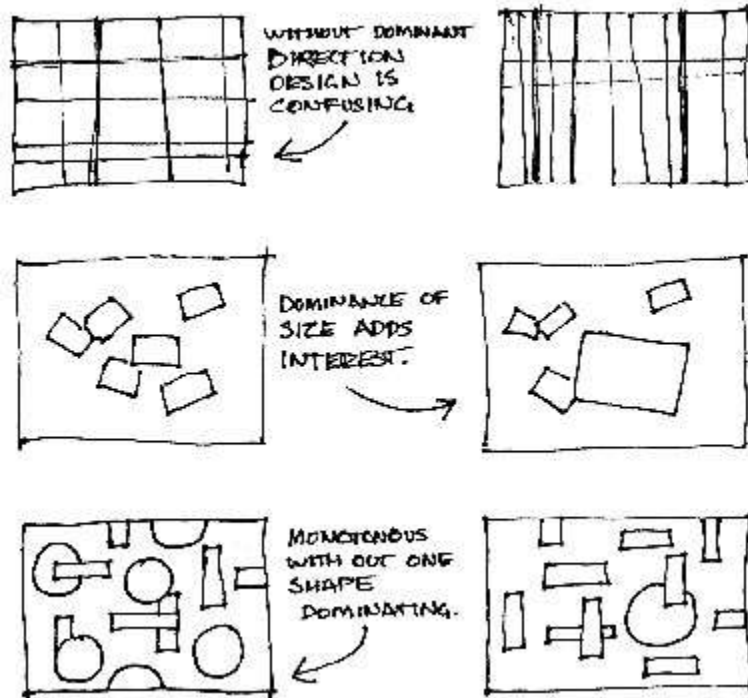 WITHOUT DOMINANT
DIRECTION
DESIGN IS
CONFUSING
DOMINANCE OF
SIZE ADDS
INTEREST.
MONOTONOUS
WITH OUT ONE
SHAPE
DOMINATING.